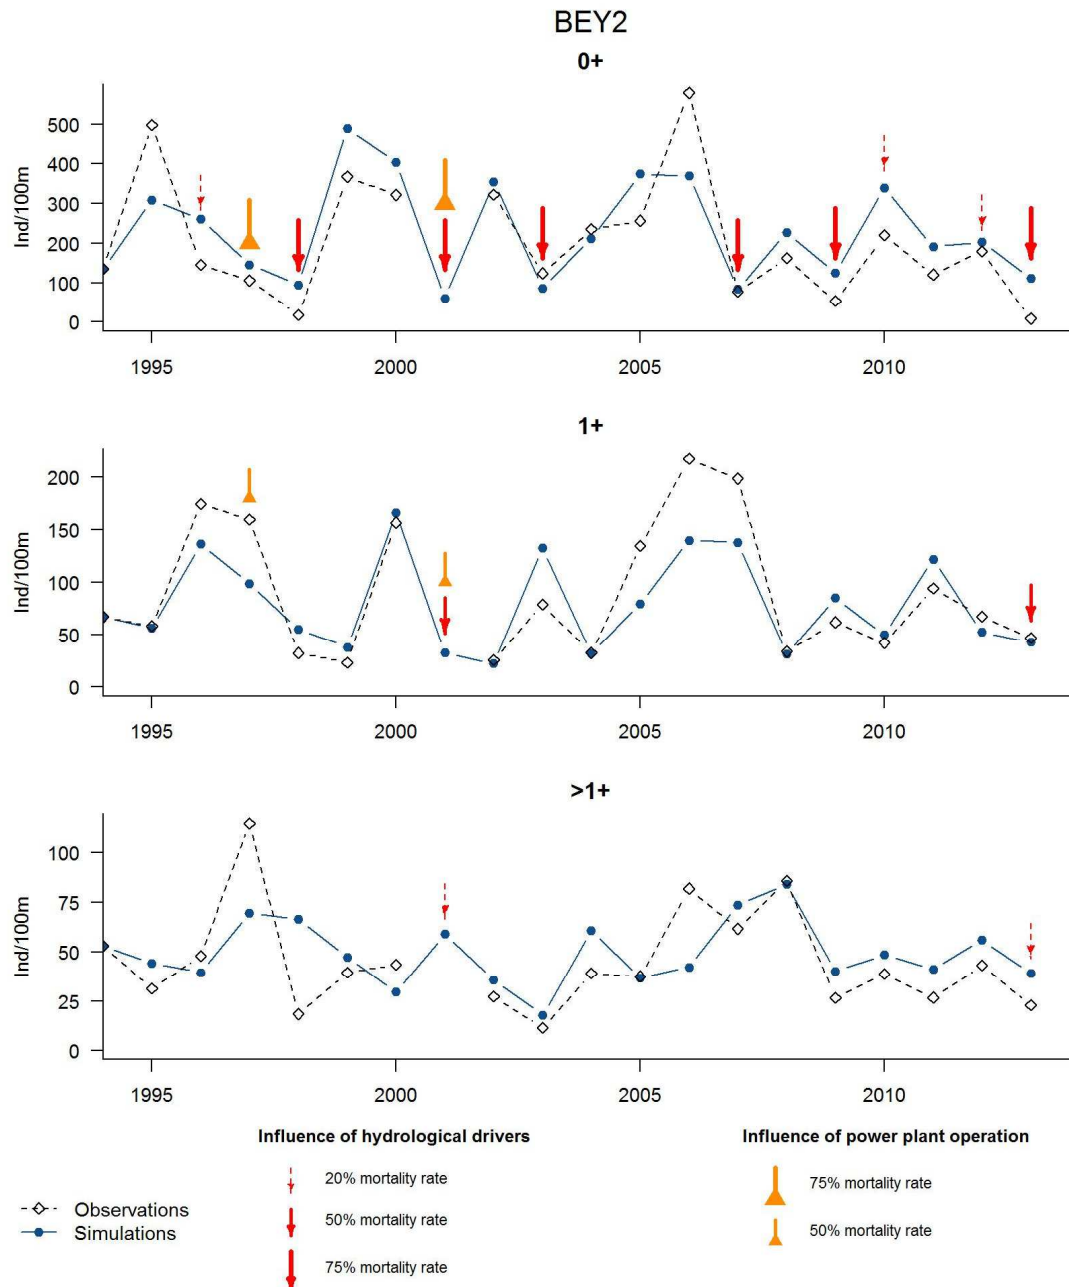 BEY2
0+
Ind/100m
500
400
300
200
100
0
1995 2000 2005 2010
1+
Ind/100m
200
150
100
50
0
1995 2000 2005 2010
>1+
Ind/100m
100
75
50
25
0
1995 2000 2005 2010
Influence of hydrological drivers
20% mortality rate
50% mortality rate
75% mortality rate
Influence of power plant operation
75% mortality rate
50% mortality rate
Observations
Simulations